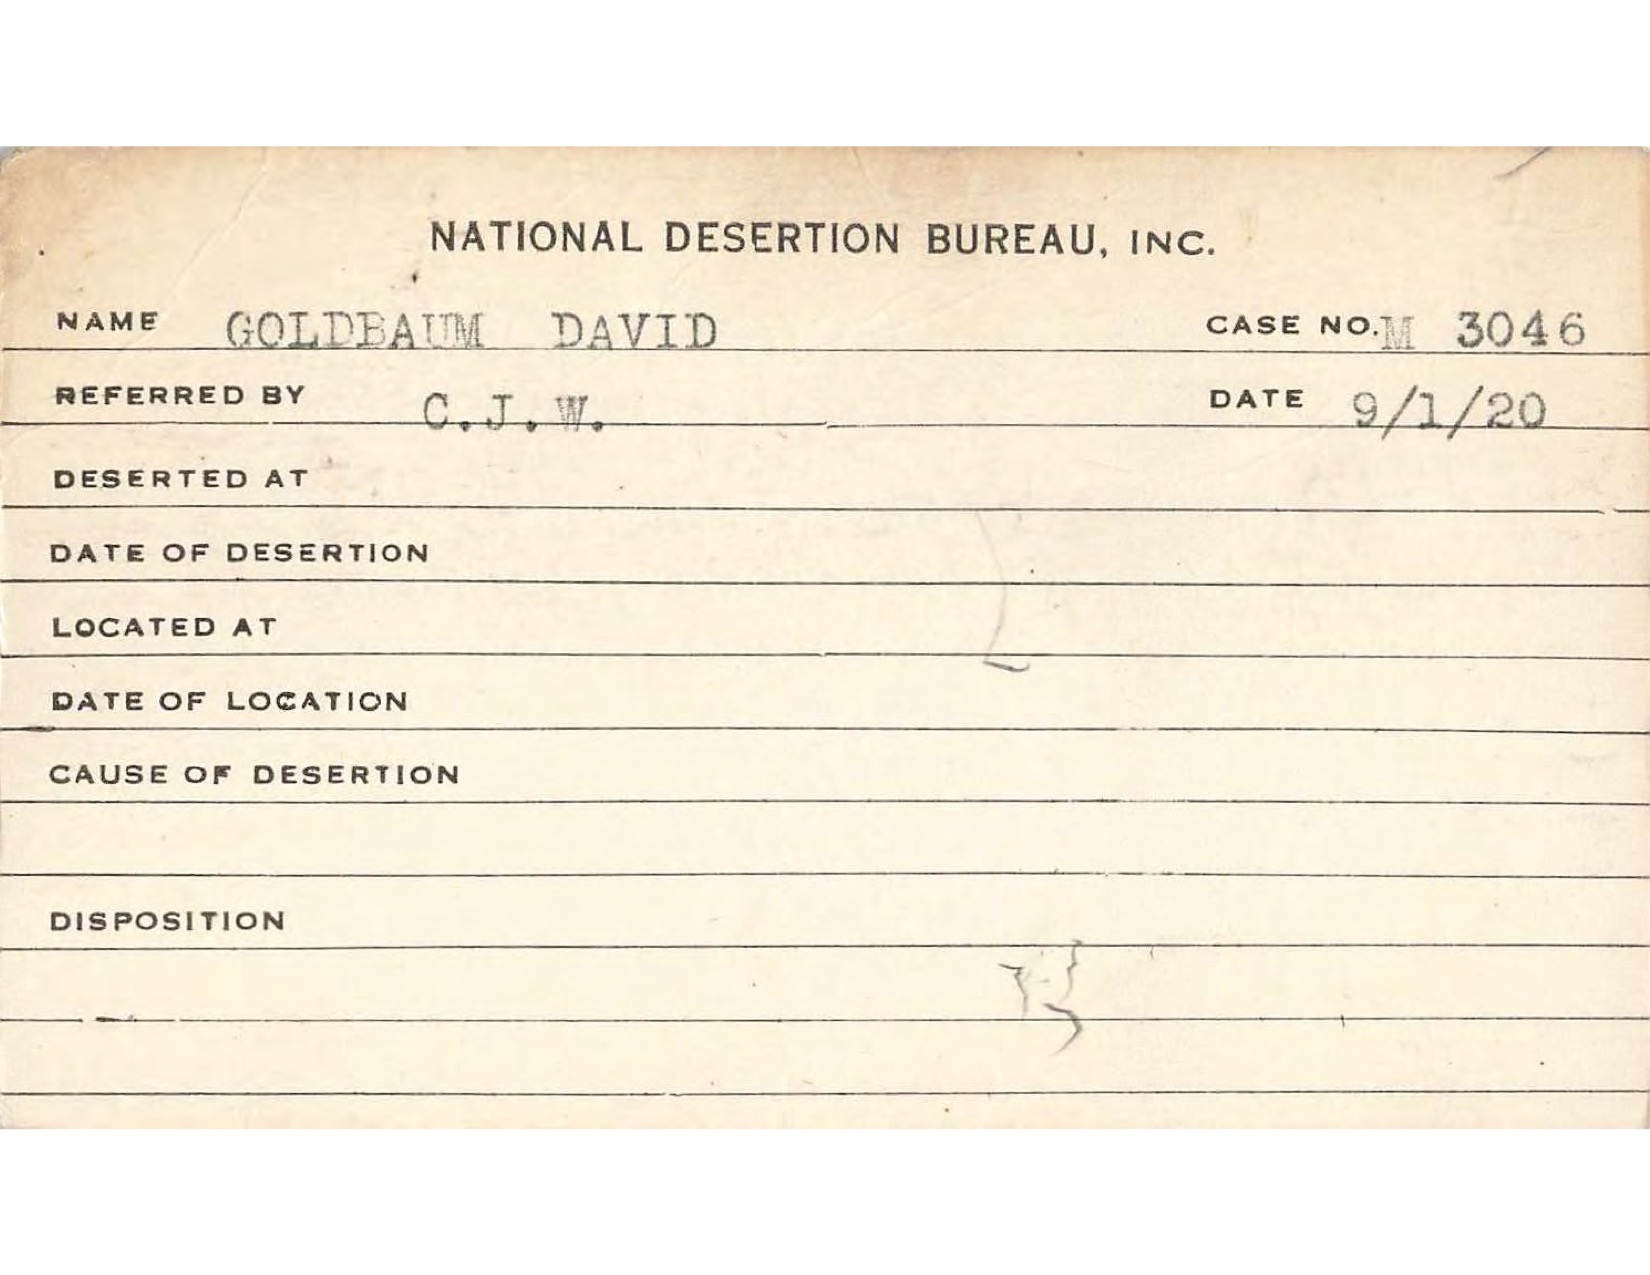 NATIONAL DESERTION BUREAU, INC.
NAME GOLDBAUM DAVID CASE NO. M 3046
REFERRED BY C.J.W. DATE 9/1/20
DESERTED AT
DATE OF DESERTION
LOCATED AT
DATE OF LOCATION
CAUSE OF DESERTION
DISPOSITION